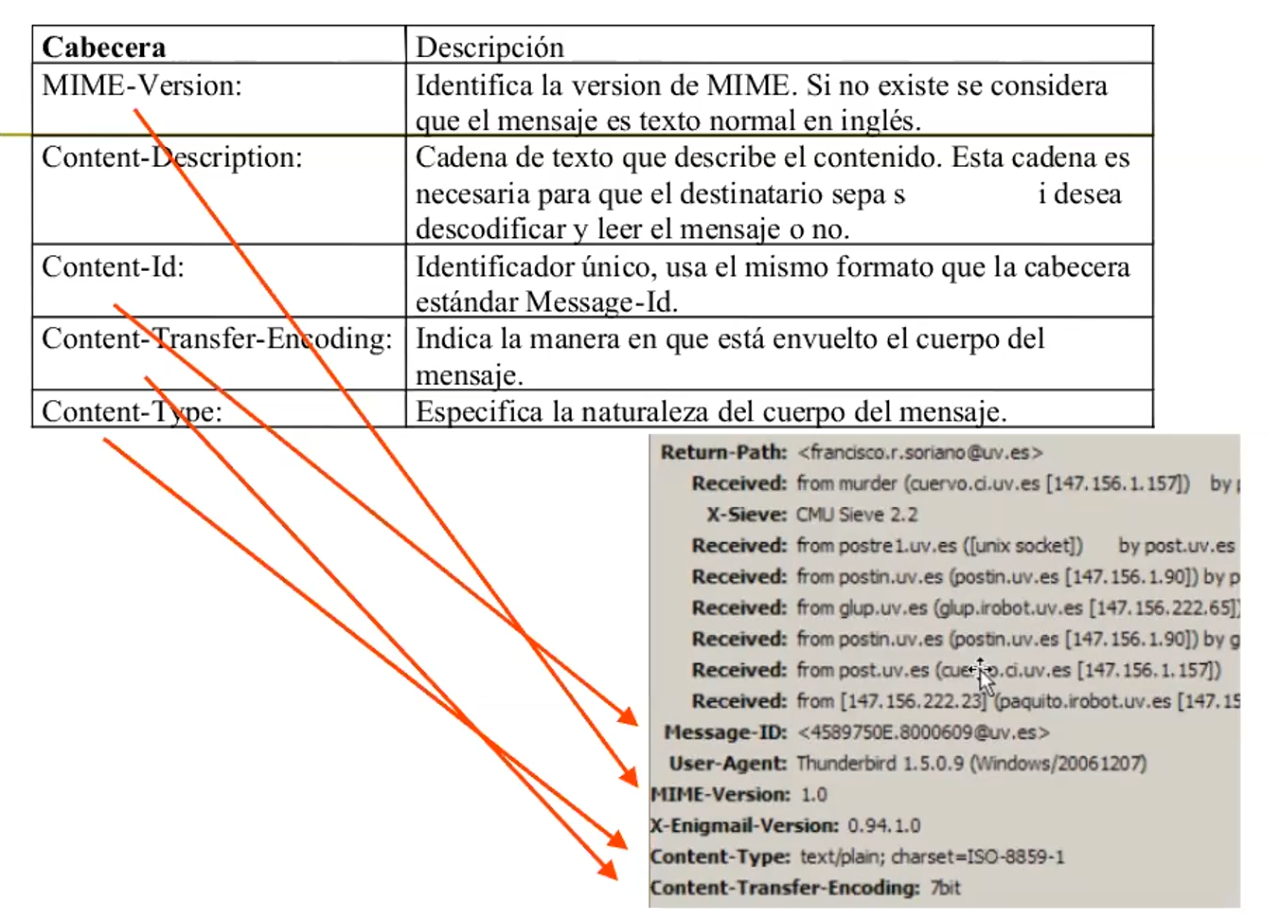 Cabecera Descripción
MIME-Version: Identifica la version de MIME. Si no existe se considera
que el mensaje es texto normal en inglés.
Content-Description: Cadena de texto que describe el contenido. Esta cadena es
necesaria para que el destinatario sepa s i desea
descodificar y leer el mensaje o no.
Content-Id: Identificador único, usa el mismo formato que la cabecera
estándar Message-Id.
Content-Transfer-Encoding: Indica la manera en que está envuelto el cuerpo del
mensaje.
Content-Type: Especifica la naturaleza del cuerpo del mensaje.
Return-Path: <francisco.r.soriano@uv.es>
Received: from murder (cuervo.ci.uv.es [147.156.1.157]) by
X-Sieve: CMU Sieve 2.2
Received: from postre1.uv.es ([unix socket]) by post.uv.es
Received: from postin.uv.es (postin.uv.es [147.156.1.90]) by p
Received: from glup.uv.es (glup.irobot.uv.es [147.156.222.65])
Received: from postin.uv.es (postin.uv.es [147.156.1.90]) by g
Received: from post.uv.es (cuervo.ci.uv.es [147.156.1.157])
Received: from [147.156.222.23] (paquito.irobot.uv.es [147.15
Message-ID: <4589750E.8000609@uv.es>
User-Agent: Thunderbird 1.5.0.9 (Windows/20061207)
MIME-Version: 1.0
X-Enigmail-Version: 0.94.1.0
Content-Type: text/plain; charset=ISO-8859-1
Content-Transfer-Encoding: 7bit